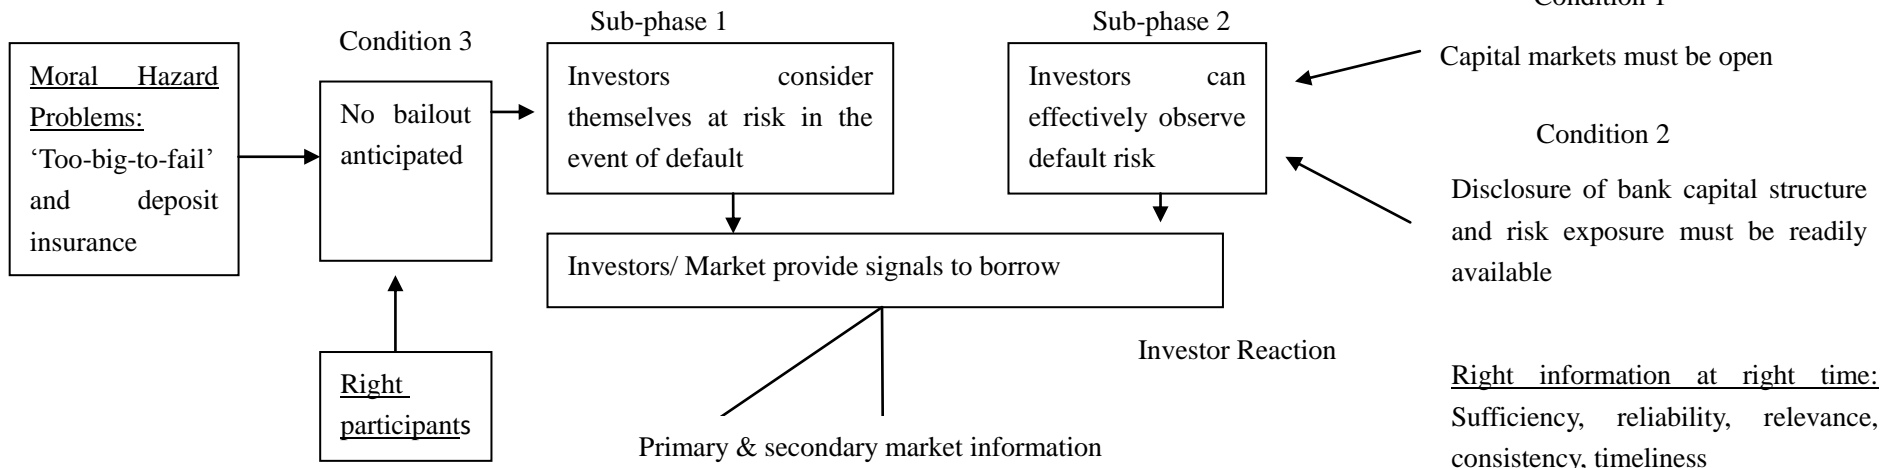 Condition 1
Sub-phase 1
Sub-phase 2
Condition 3
Capital markets must be open
Moral Hazard
Problems:
‘Too-big-to-fail’
and deposit
insurance
No bailout
anticipated
Investors consider
themselves at risk in the
event of default
Investors can
effectively observe
default risk
Condition 2
Disclosure of bank capital structure
and risk exposure must be readily
available
Investors/ Market provide signals to borrow
Investor Reaction
Right
participants
Primary & secondary market information
Right information at right time:
Sufficiency, reliability, relevance,
consistency, timeliness